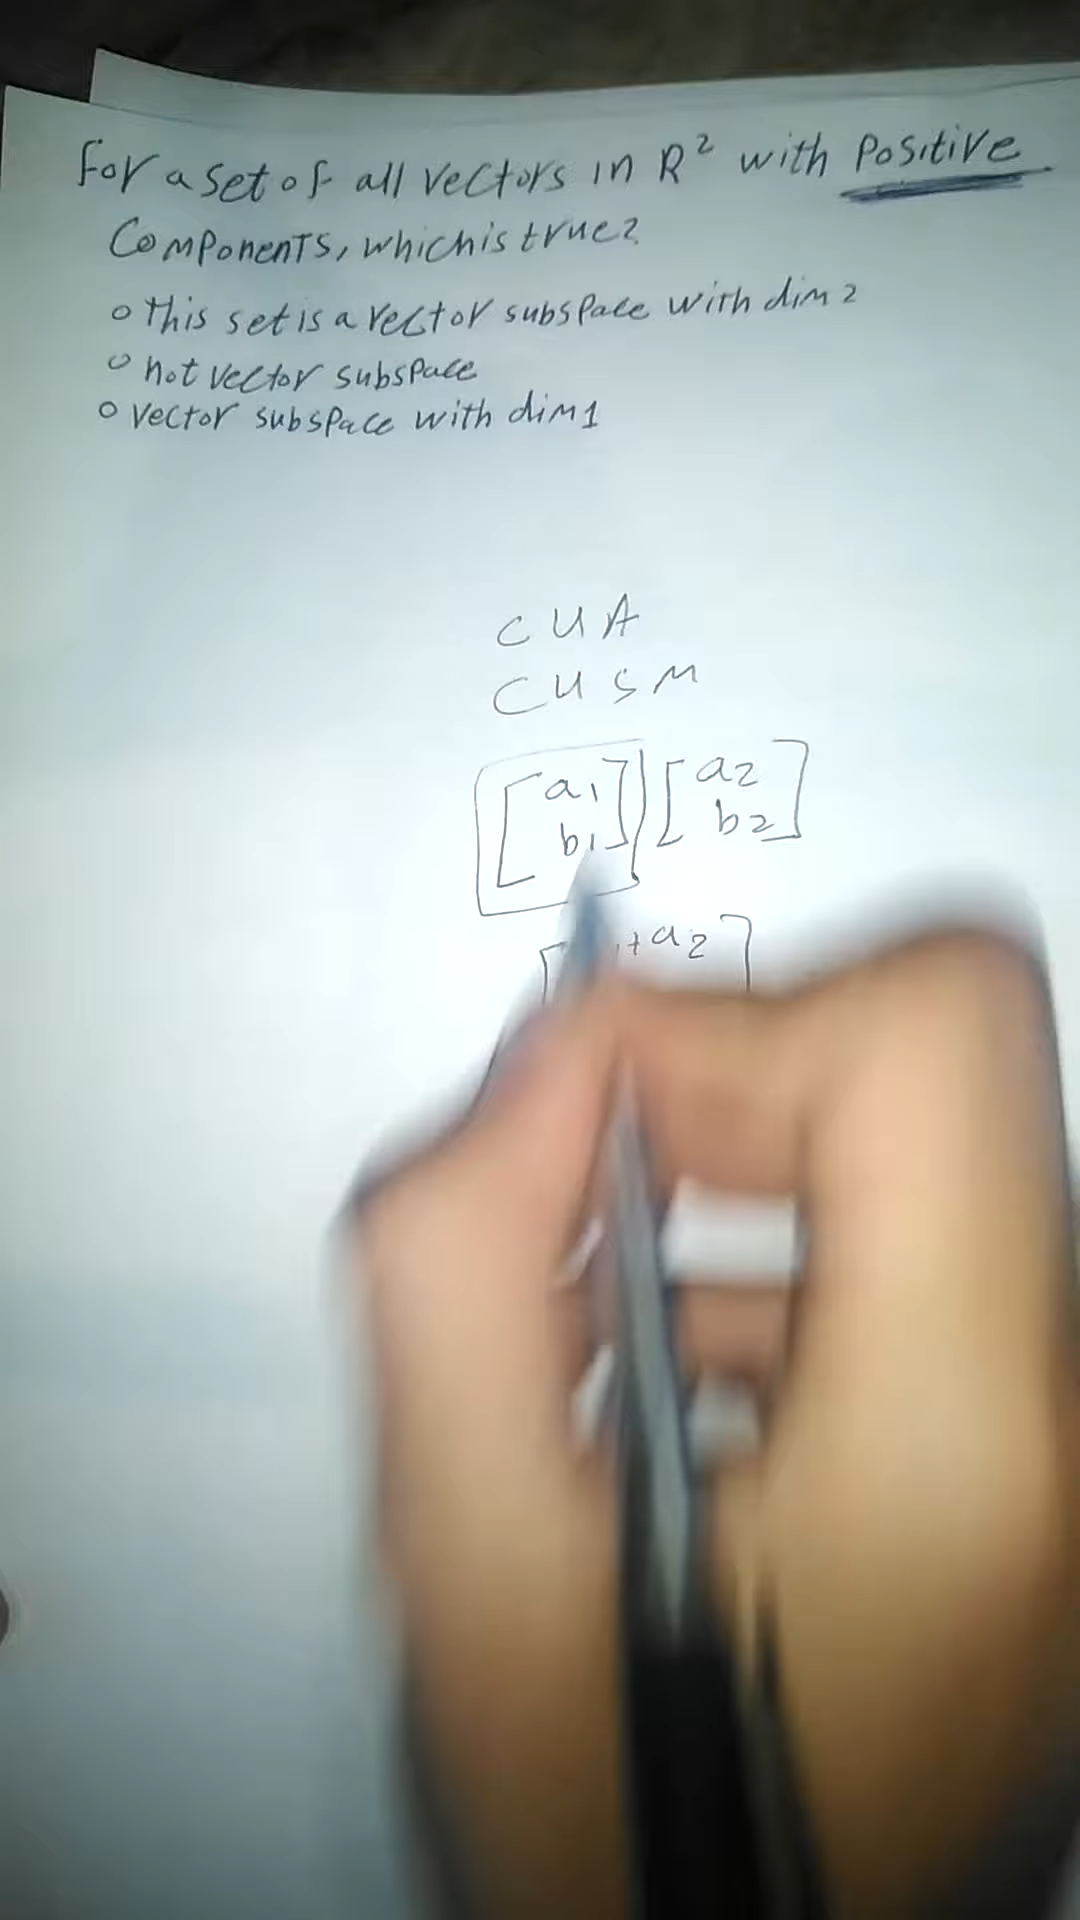 For a set of all vectors in R² with Positive
ComPonenTs, which is true?
o this set is a vector subspace with dim 2
o not vector subspace
o vector subspace with dim 1
CUA
CUSM
[a1 b1] [a2 b2]
+a2